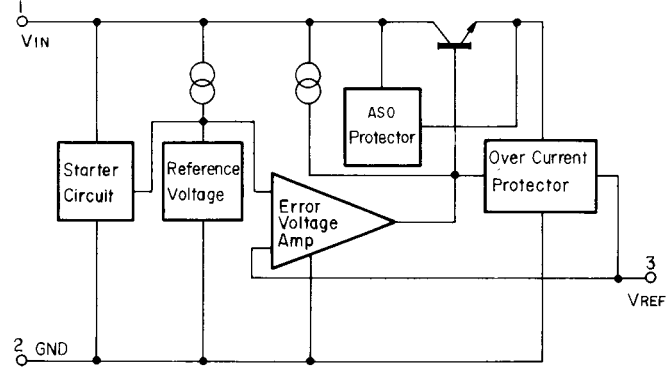 1
VIN
ASO
Protector
Starter
Circuit
Reference
Voltage
Over Current
Protector
Error
Voltage
Amp
3
VREF
2 GND